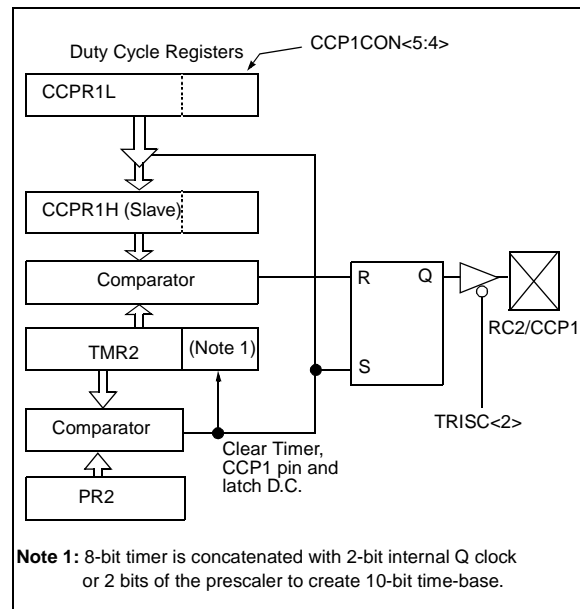 Duty Cycle Registers
CCP1CON<5:4>
CCPR1L
CCPR1H (Slave)
Comparator
R
Q
RC2/CCP1
TMR2
(Note 1)
S
TRISC<2>
Comparator
Clear Timer,
CCP1 pin and
latch D.C.
PR2
Note 1: 8-bit timer is concatenated with 2-bit internal Q clock
or 2 bits of the prescaler to create 10-bit time-base.